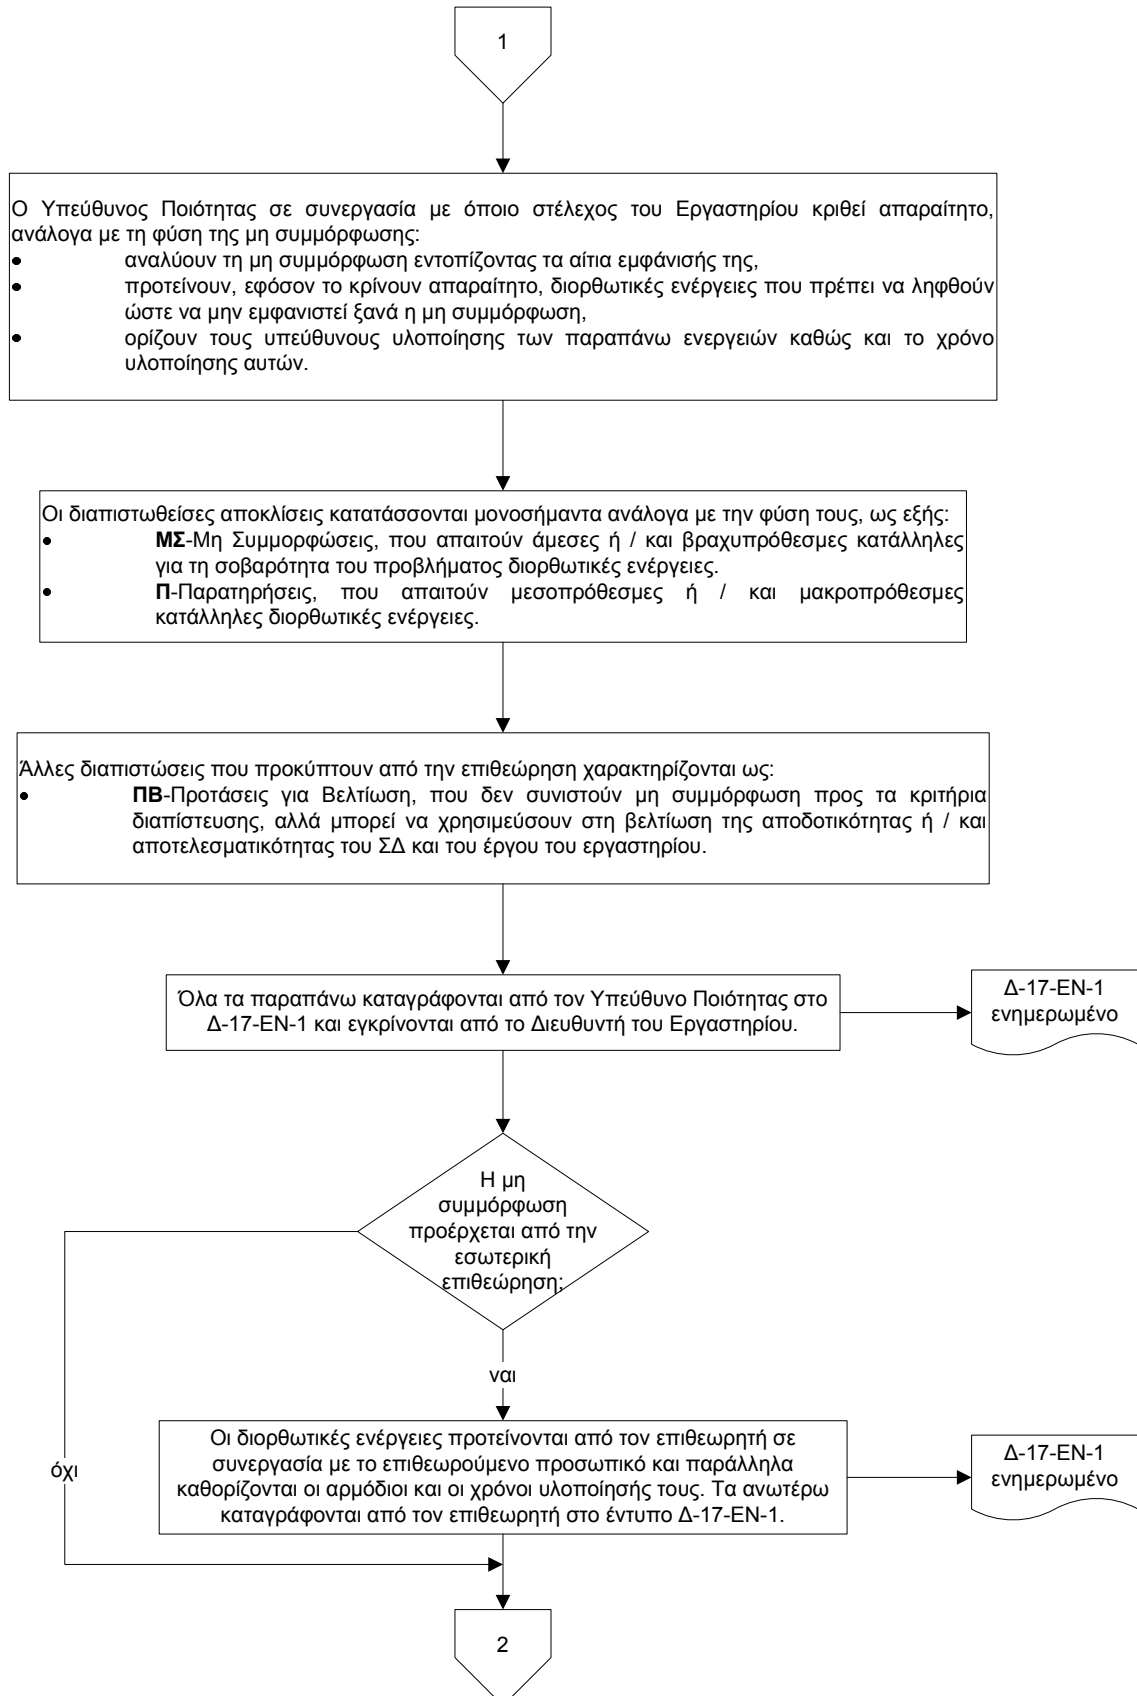 1
Ο Υπεύθυνος Ποιότητας σε συνεργασία με όποιο στέλεχος του Εργαστηρίου κριθεί απαραίτητο,
ανάλογα με τη φύση της μη συμμόρφωσης:
• αναλύουν τη μη συμμόρφωση εντοπίζοντας τα αίτια εμφάνισής της,
• προτείνουν, εφόσον το κρίνουν απαραίτητο, διορθωτικές ενέργειες που πρέπει να ληφθούν
ώστε να μην εμφανιστεί ξανά η μη συμμόρφωση,
• ορίζουν τους υπεύθυνους υλοποίησης των παραπάνω ενεργειών καθώς και το χρόνο
υλοποίησης αυτών.
Οι διαπιστωθείσες αποκλίσεις κατατάσσονται μονοσήμαντα ανάλογα με την φύση τους, ως εξής:
• ΜΣ-Μη Συμμορφώσεις, που απαιτούν άμεσες ή / και βραχυπρόθεσμες κατάλληλες
για τη σοβαρότητα του προβλήματος διορθωτικές ενέργειες.
• Π-Παρατηρήσεις, που απαιτούν μεσοπρόθεσμες ή / και μακροπρόθεσμες
κατάλληλες διορθωτικές ενέργειες.
Άλλες διαπιστώσεις που προκύπτουν από την επιθεώρηση χαρακτηρίζονται ως:
• ΠΒ-Προτάσεις για Βελτίωση, που δεν συνιστούν μη συμμόρφωση προς τα κριτήρια
διαπίστευσης, αλλά μπορεί να χρησιμεύσουν στη βελτίωση της αποδοτικότητας ή / και
αποτελεσματικότητας του ΣΔ και του έργου του εργαστηρίου.
Όλα τα παραπάνω καταγράφονται από τον Υπεύθυνο Ποιότητας στο
Δ-17-ΕΝ-1 και εγκρίνονται από το Διευθυντή του Εργαστηρίου.
Δ-17-ΕΝ-1
ενημερωμένο
Η μη
συμμόρφωση
προέρχεται από την
εσωτερική
επιθεώρηση;
ναι
όχι
Οι διορθωτικές ενέργειες προτείνονται από τον επιθεωρητή σε
συνεργασία με το επιθεωρούμενο προσωπικό και παράλληλα
καθορίζονται οι αρμόδιοι και οι χρόνοι υλοποίησής τους. Τα ανωτέρω
καταγράφονται από τον επιθεωρητή στο έντυπο Δ-17-ΕΝ-1.
Δ-17-ΕΝ-1
ενημερωμένο
2